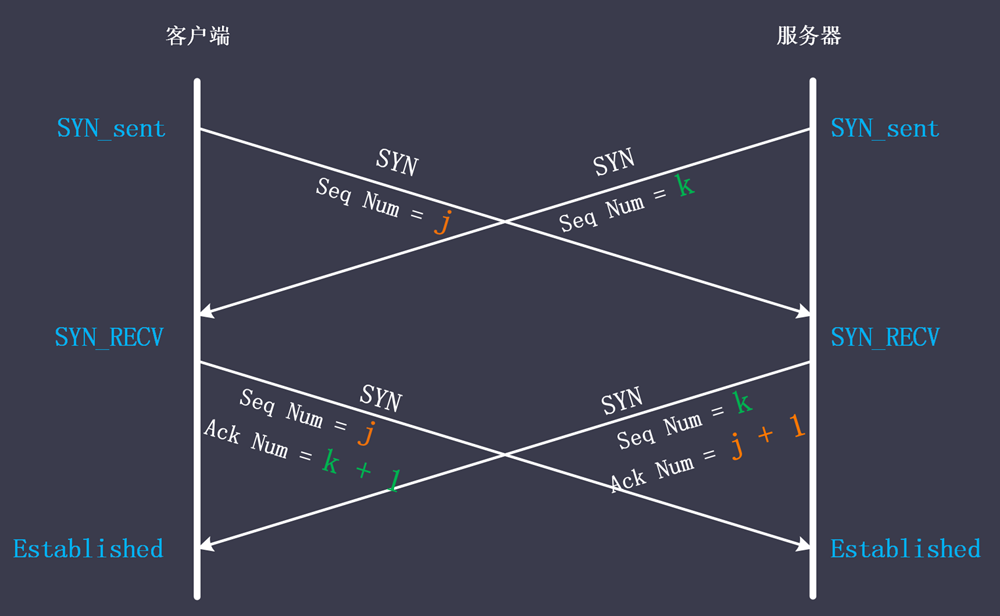 客户端
服务器
SYN_sent
SYN_sent
SYN
Seq Num = j
SYN
Seq Num = k
SYN_RECV
SYN_RECV
SYN
Seq Num = j
Ack Num = k + l
SYN
Seq Num = k
Ack Num = j + 1
Established
Established